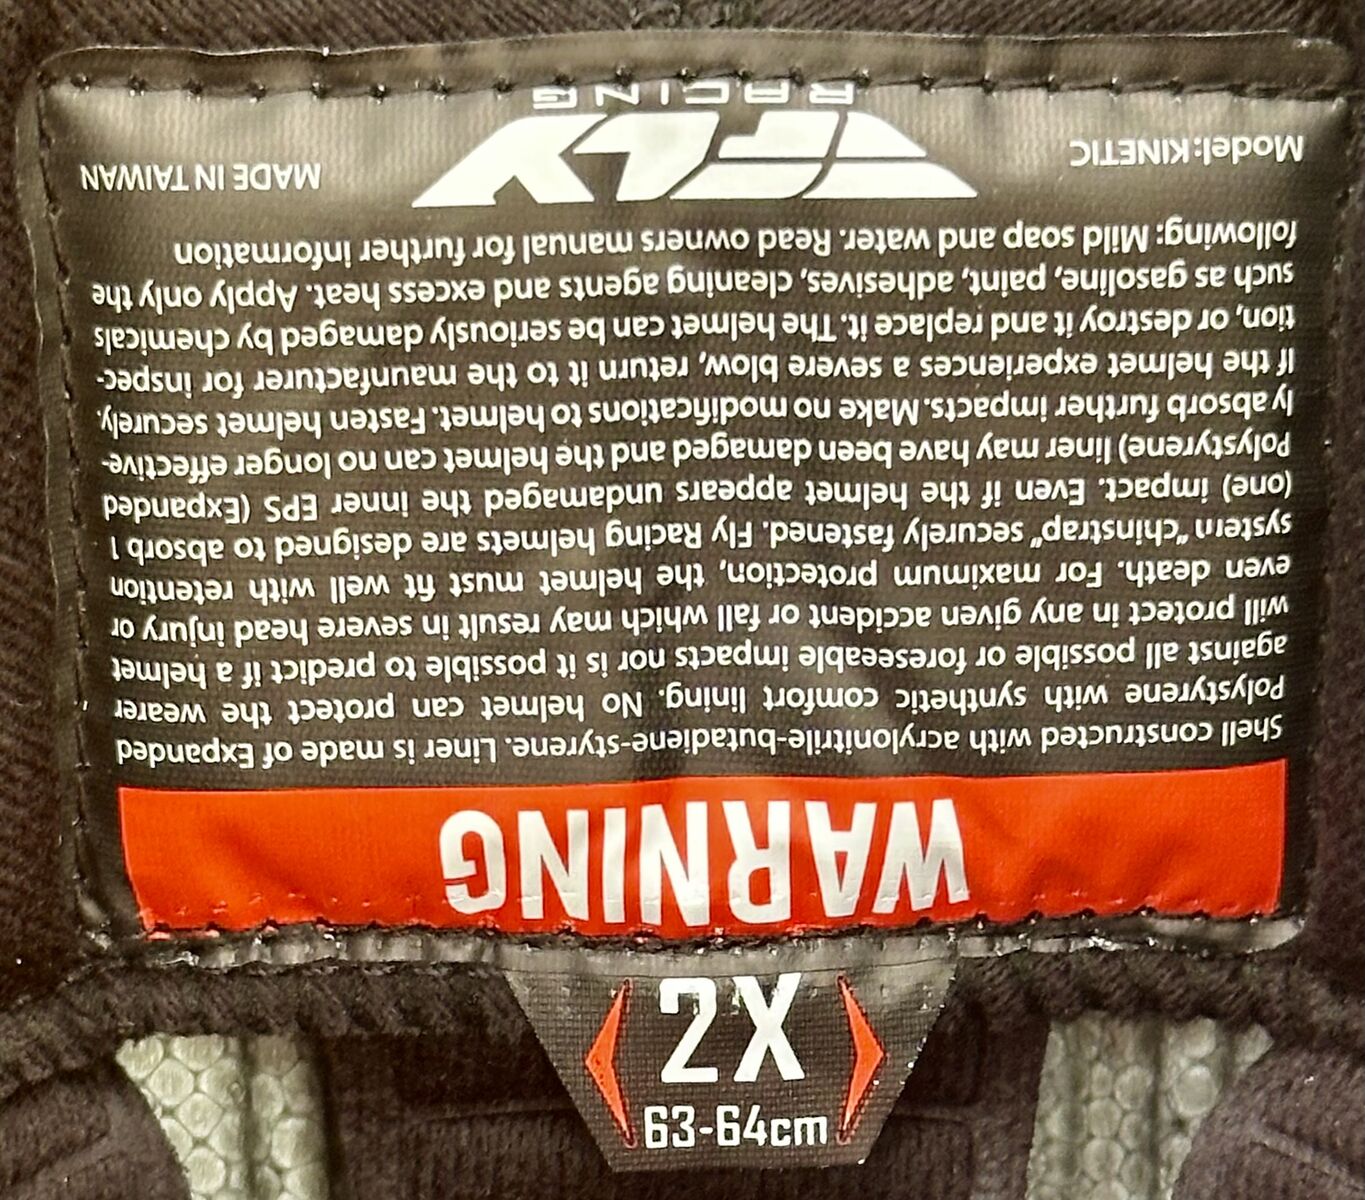 WARNING
Shell constructed with acrylonitrile-butadiene-styrene. Liner is made of Expanded
Polystyrene with synthetic comfort lining. No helmet can protect the wearer
against all possible or foreseeable impacts nor is it possible to predict if a helmet
will protect in any given accident or fall which may result in severe head injury or
even death. For maximum protection, the helmet must fit well with retention
system "chinstrap" securely fastened. Fly Racing helmets are designed to absorb 1
(one) impact. Even if the helmet appears undamaged the inner EPS (Expanded
Polystyrene) liner may have been damaged and the helmet can no longer effective-
ly absorb further impacts. Make no modifications to helmet. Fasten helmet securely.
If the helmet experiences a severe blow, return it to the maunfacturer for inspec-
tion, or destroy it and replace it. The helmet can be seriously damaged by chemicals
such as gasoline, paint, adhesives, cleaning agents and excess heat. Apply only the
following: Mild soap and water. Read owners manual for further information
Model: KINETIC
FLY
RACING
MADE IN TAIWAN
2X
63-64cm